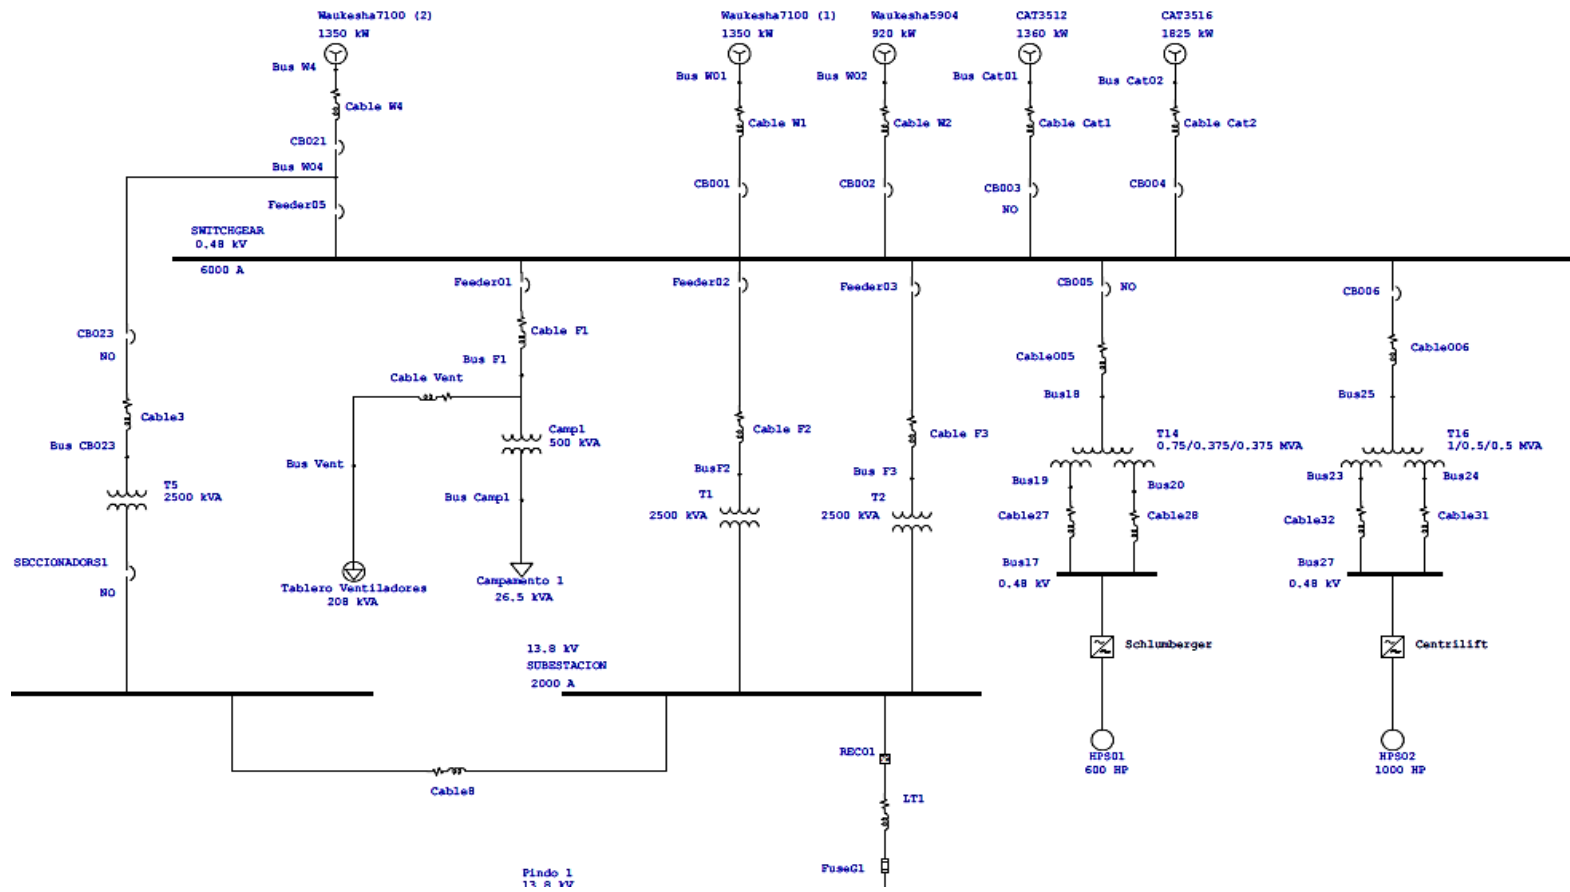 Waukesha7100 (2)
1350 kW
Waukesha7100 (1)
1350 kW
Waukesha5904
920 kW
CAT3512
1360 kW
CAT3516
1825 kW
Bus W4
Bus W01
Bus W02
Bus Cat01
Bus Cat02
Cable W4
Cable W1
Cable W2
Cable Cat1
Cable Cat2
CB021
Bus W04
CB001
CB002
CB003
NO
CB004
Feeder05
SWITCHGEAR
0.48 kV
6000 A
Feeder01
Feeder02
Feeder03
CB005
NO
CB006
CB023
NO
Cable F1
Bus F1
Cable Vent
Cable005
Cable006
Bus18
Bus25
Cable3
Bus CB023
Camp1
500 kVA
Cable F2
Cable F3
T14
0.75/0.375/0.375 MVA
T16
1/0.5/0.5 MVA
Bus Vent
BusF2
Bus F3
Bus19
Bus20
Bus23
Bus24
T5
2500 kVA
Bus Camp1
T1
2500 kVA
T2
2500 kVA
Cable27
Cable28
Cable32
Cable31
SECCIONADORS1
NO
Tablero Ventiladores
208 kVA
Campamento 1
26.5 kVA
Bus17
0.48 kV
Bus27
0.48 kV
13.8 kV
SUBESTACION
2000 A
Schlumberger
Centrilift
REC01
HPS01
600 HP
HPS02
1000 HP
Cable8
LT1
FuseG1
Pindo 1
13.8 kV